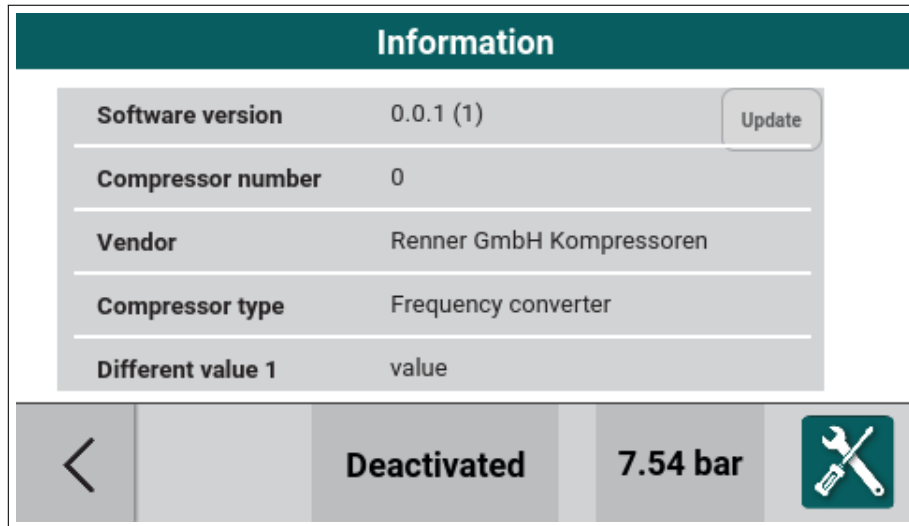 Information
Software version 0.0.1 (1) Update
Compressor number 0
Vendor Renner GmbH Kompressoren
Compressor type Frequency converter
Different value 1 value
Deactivated 7.54 bar